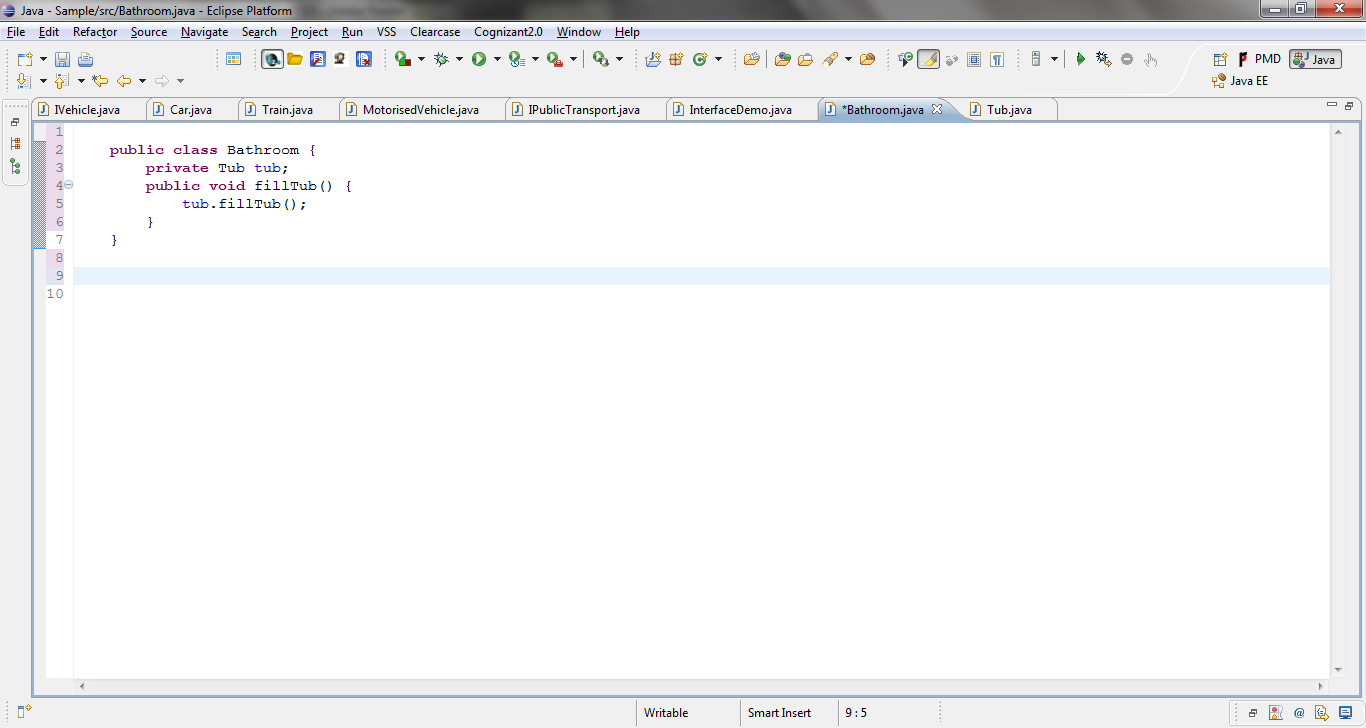 Java - Sample/src/Bathroom.java - Eclipse Platform
File Edit Refactor Source Navigate Search Project Run VSS Clearcase Cognizant2.0 Window Help
PMD Java
Java EE
IVehicle.java Car.java Train.java MotorisedVehicle.java IPublicTransport.java InterfaceDemo.java *Bathroom.java Tub.java
1
2 public class Bathroom {
3 private Tub tub;
4 public void fillTub() {
5 tub.fillTub();
6 }
7 }
8
9
10
Writable Smart Insert 9 : 5